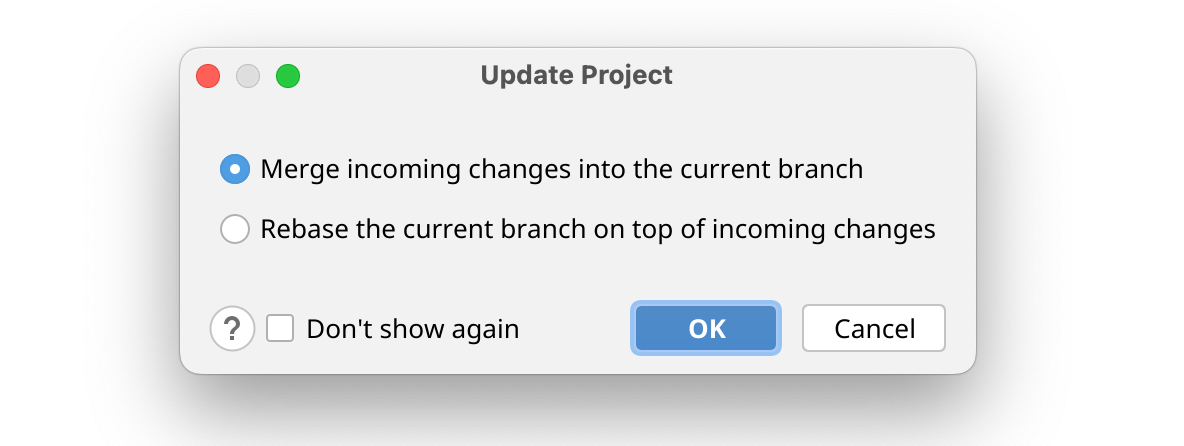 Update Project
Merge incoming changes into the current branch
Rebase the current branch on top of incoming changes
? Don't show again OK Cancel